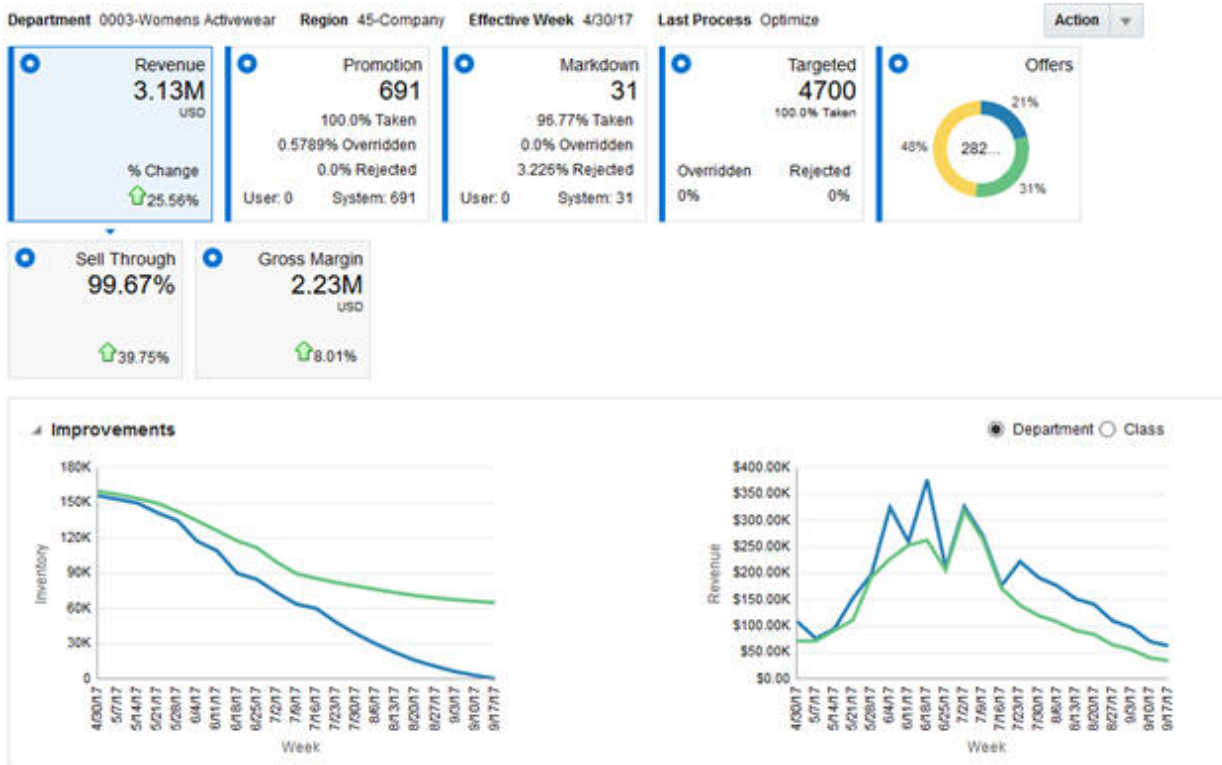 Department 0003-Womens Activewear Region 45-Company Effective Week 4/30/17 Last Process Optimize Action
Revenue
3.13M
USD
% Change
25.56%
Promotion
691
100.0% Taken
0.5789% Overridden
0.0% Rejected
User: 0 System: 691
Markdown
31
96.77% Taken
0.0% Overridden
3.226% Rejected
User: 0 System: 31
Targeted
4700
100.0% Taken
Overridden Rejected
0% 0%
Offers
21%
48% 282...
31%
Sell Through
99.67%
39.75%
Gross Margin
2.23M
USD
8.01%
Improvements
Department Class
180K
150K
120K
90K
60K
30K
0
Inventory
4/30/17 5/7/17 5/14/17 5/21/17 5/28/17 6/4/17 6/11/17 6/18/17 6/25/17 7/2/17 7/9/17 7/16/17 7/23/17 7/30/17 8/6/17 8/13/17 8/20/17 8/27/17 9/3/17 9/10/17 9/17/17
Week
$400.00K
$350.00K
$300.00K
$250.00K
$200.00K
$150.00K
$100.00K
$50.00K
$0.00
Revenue
4/30/17 5/7/17 5/14/17 5/21/17 5/28/17 6/4/17 6/11/17 6/18/17 6/25/17 7/2/17 7/9/17 7/16/17 7/23/17 7/30/17 8/6/17 8/13/17 8/20/17 8/27/17 9/3/17 9/10/17 9/17/17
Week